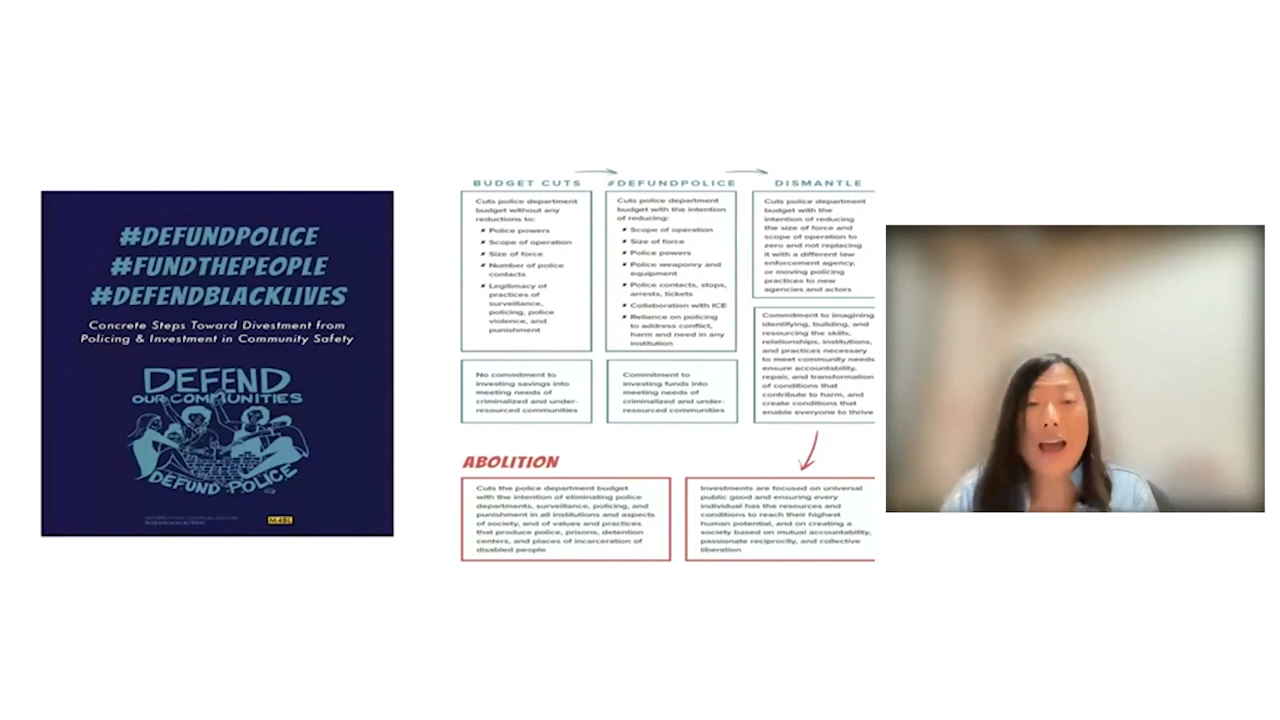 #DEFUNDPOLICE
#FUNDTHEPEOPLE
#DEFENDBLACKLIVES
Concrete Steps Toward Divestment from
Policing & Investment in Community Safety
DEFEND
OUR COMMUNITIES
DEFUND POLICE
M4BL
BUDGET CUTS
Cuts police department
budget without any
reductions to:
Police powers
Scope of operation
Size of force
Number of police
contacts
Legitimacy of
practices of
surveillance,
policing, police
violence, and
punishment
No commitment to
investing savings into
meeting needs of
criminalized and under-
resourced communities
#DEFUNDPOLICE
Cuts police department
budget with the intention
of reducing:
Scope of operation
Size of force
Police powers
Police weaponry and
equipment
Police contacts, stops,
arrests, tickets
Collaboration with ICE
Reliance on policing
to address conflict,
harm and need in any
institution
Commitment to
investing funds into
meeting needs of
criminalized and under-
resourced communities
DISMANTLE
Cuts police department
budget with the
intention of reducing
the size of force and
scope of operation to
zero and not replacing
it with a different law
enforcement agency,
or moving policing
practices to new
agencies and actors
Commitment to imagining
identifying, building, and
resourcing the skills,
relationships, institutions,
and practices necessary
to meet community needs
ensure accountability,
repair, and transformation
of conditions that
contribute to harm, and
create conditions that
enable everyone to thrive
ABOLITION
Cuts the police department budget
with the intention of eliminating police
departments, surveillance, policing, and
punishment in all institutions and aspects
of society, and of values and practices
that produce police, prisons, detention
centers, and places of incarceration of
disabled people
Investments are focused on universal
public good and ensuring every
individual has the resources and
conditions to reach their highest
human potential, and on creating a
society based on mutual accountability,
passionate reciprocity, and collective
liberation